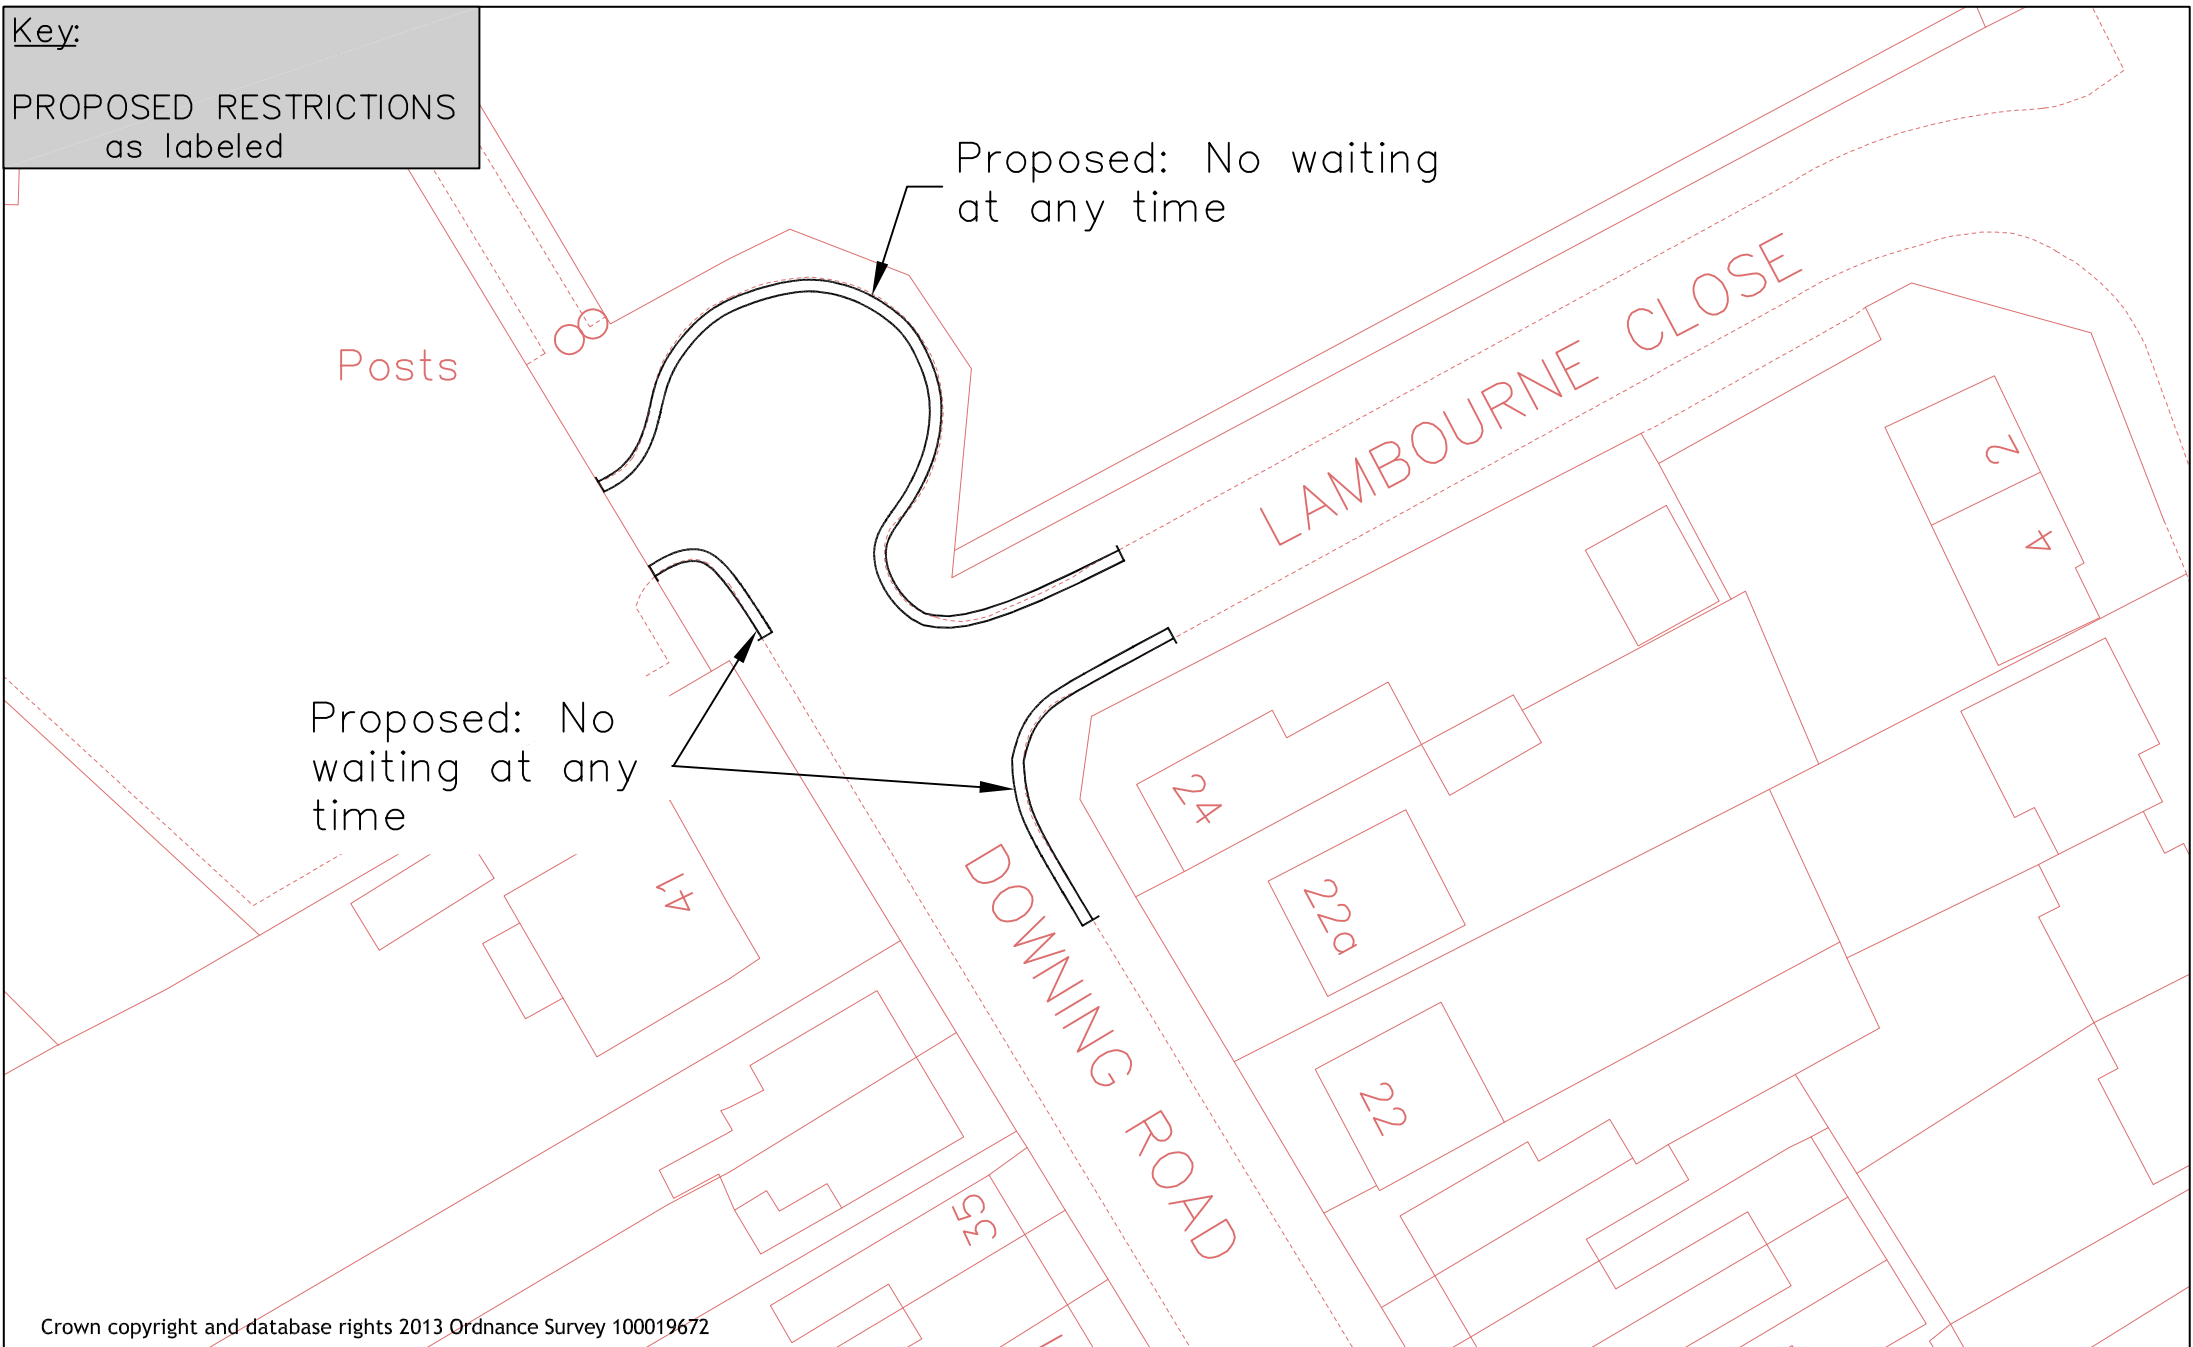 Key:
PROPOSED RESTRICTIONS
as labeled
Proposed: No waiting
at any time
Posts
LAMBOURNE CLOSE
2
4
Proposed: No
waiting at any
time
24
22a
41
DOWNING ROAD
22
35
Crown copyright and database rights 2013 Ordnance Survey 100019672